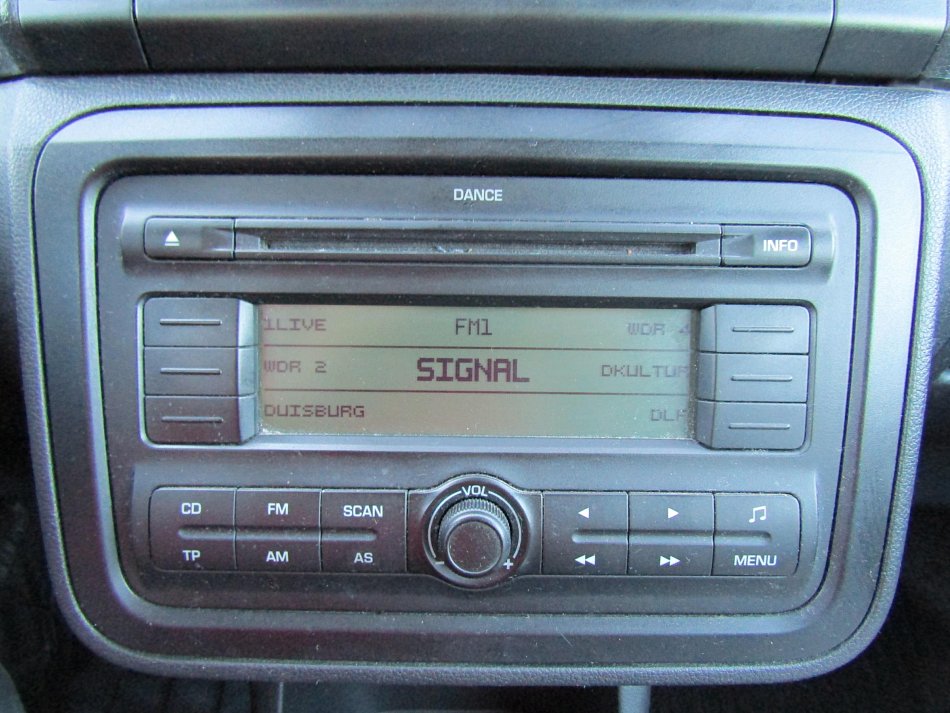 DANCE
INFO
1LIVE FM1 WDR 4
WDR 2 SIGNAL DKULTUR
DUISBURG DLF
CD FM SCAN VOL
TP AM AS - + MENU